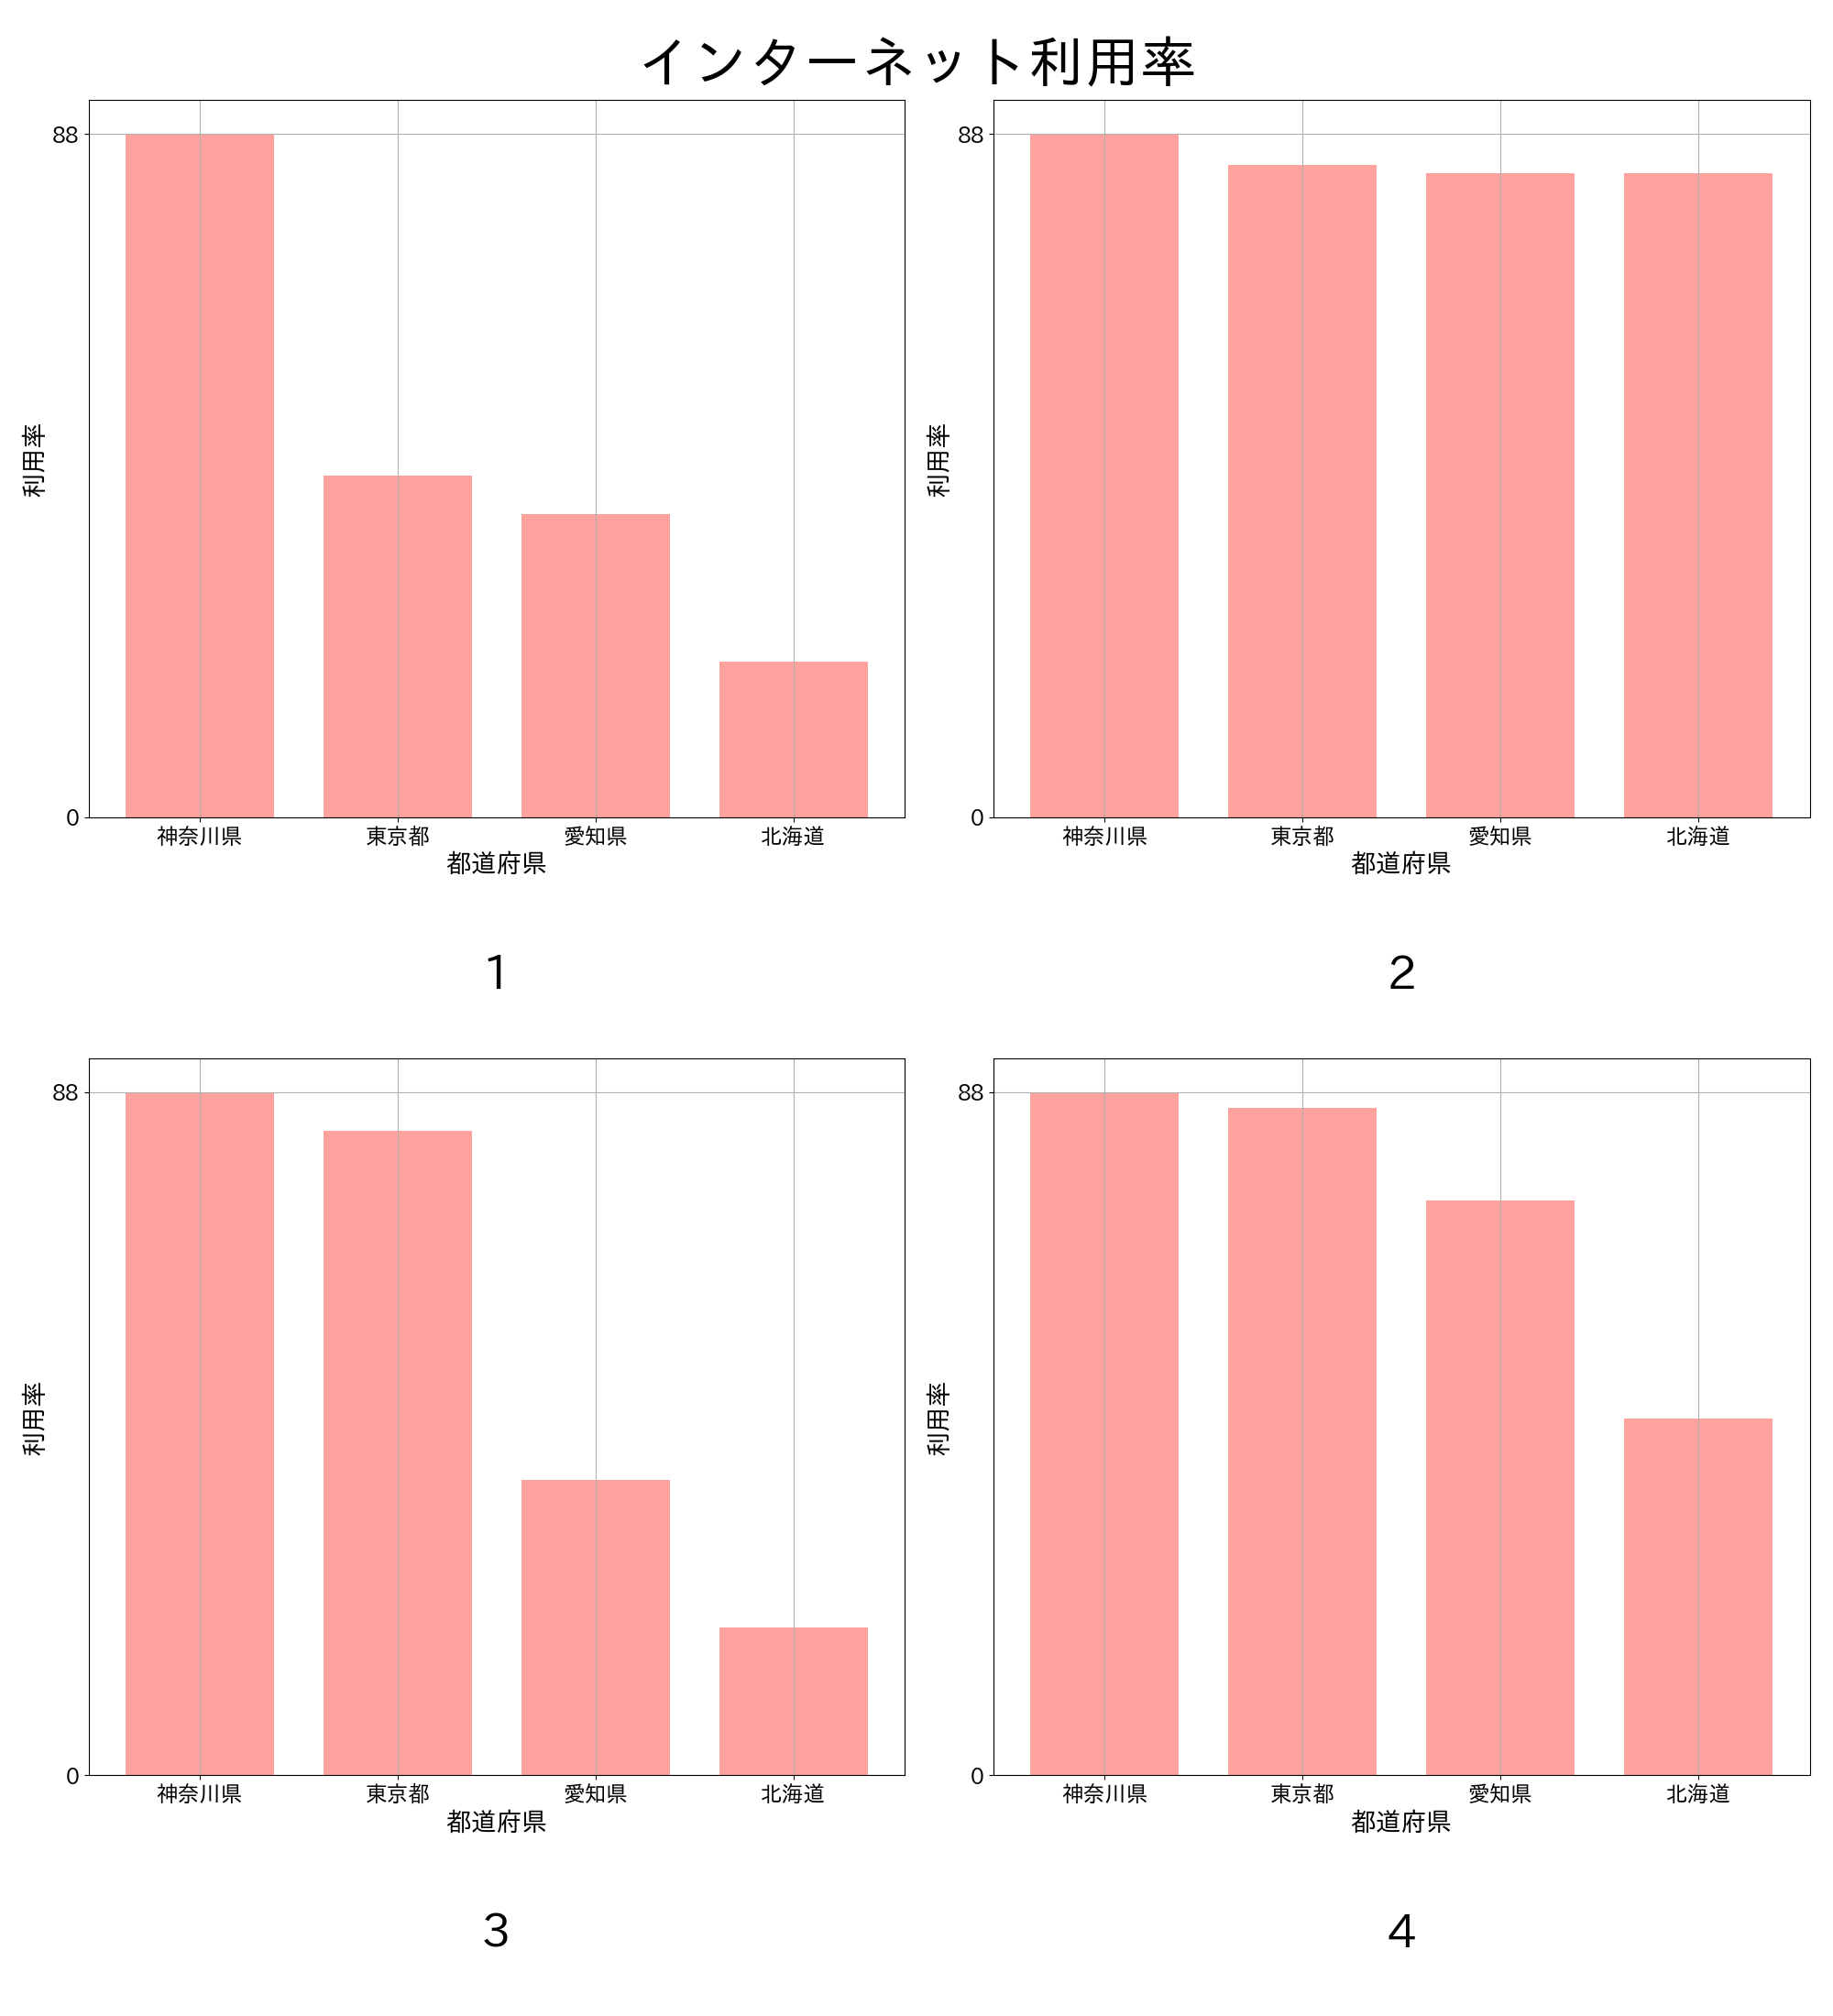 インターネット利用率
88
0
利用率
神奈川県 東京都 愛知県 北海道
都道府県
1
88
0
利用率
神奈川県 東京都 愛知県 北海道
都道府県
2
88
0
利用率
神奈川県 東京都 愛知県 北海道
都道府県
3
88
0
利用率
神奈川県 東京都 愛知県 北海道
都道府県
4